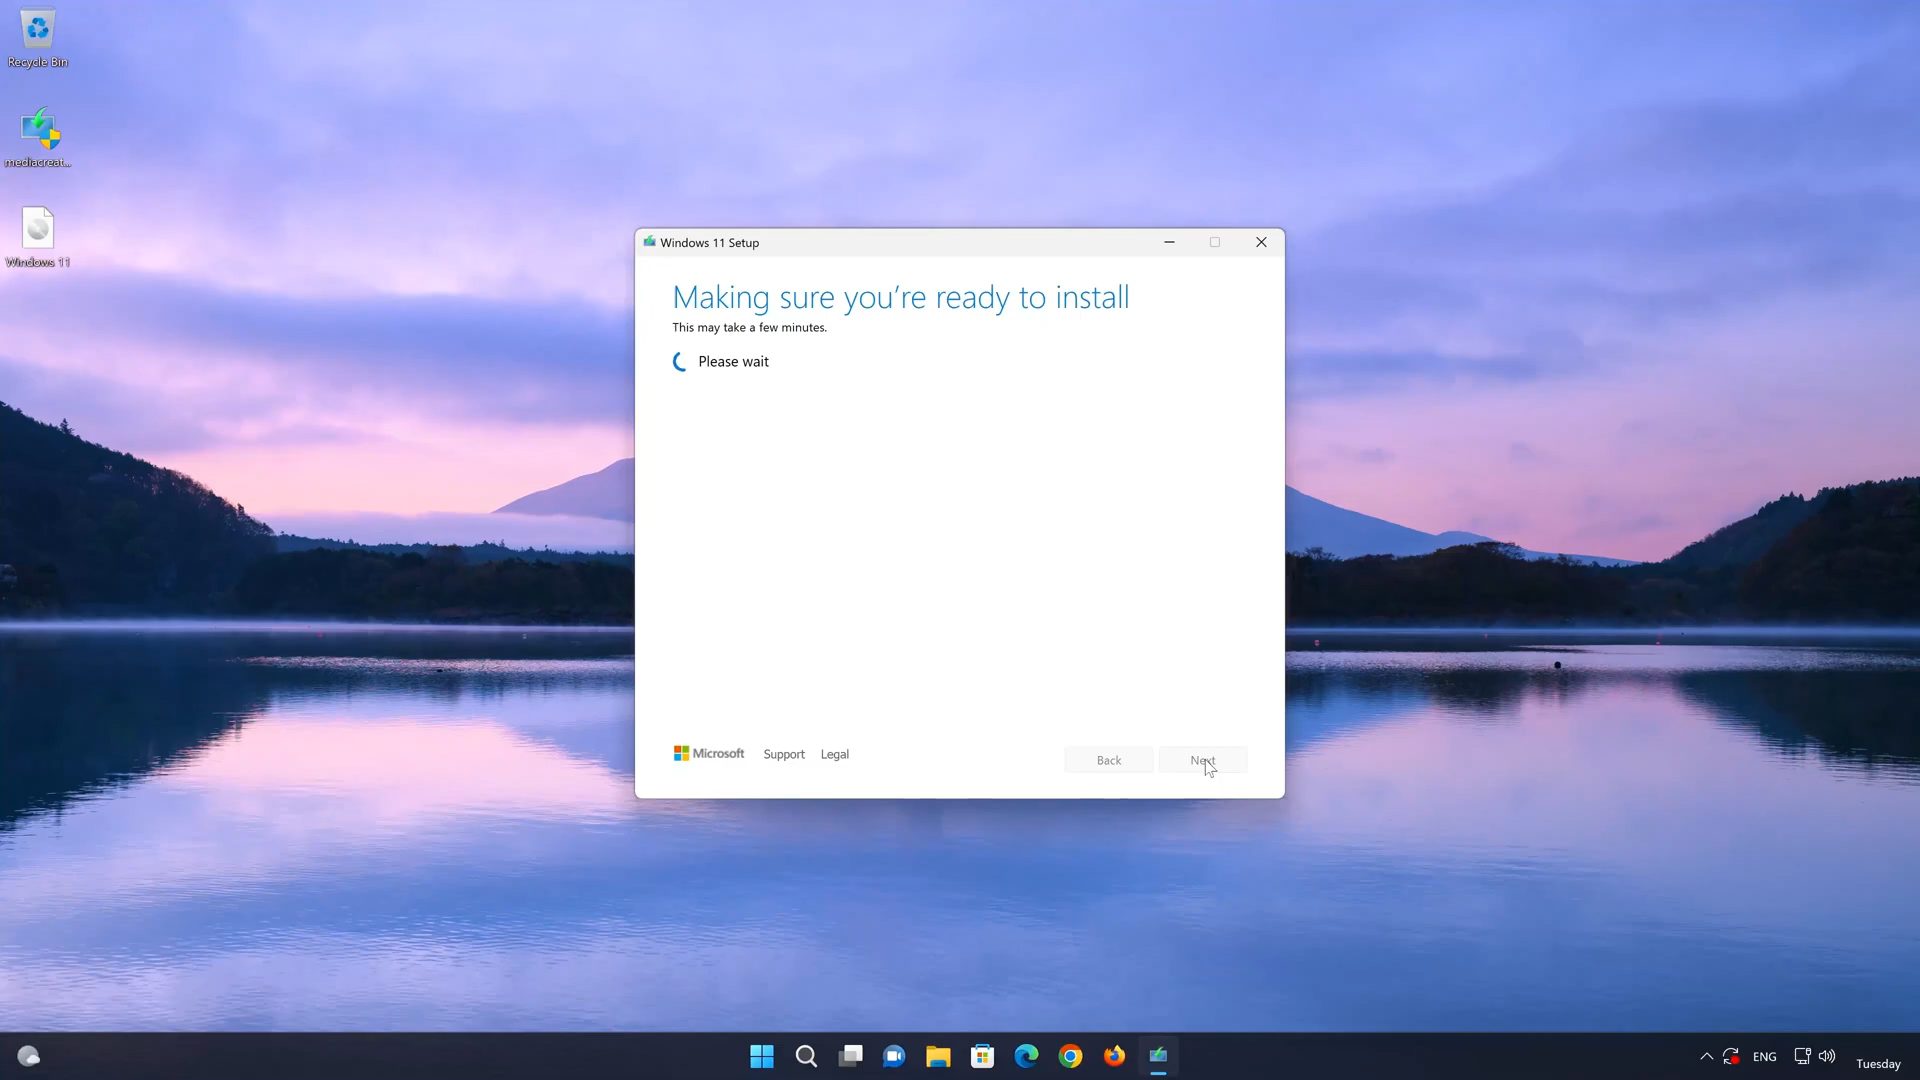 Recycle Bin
mediacreat...
Windows 11
Windows 11 Setup
Making sure you're ready to install
This may take a few minutes.
Please wait
Microsoft
Support
Legal
Back
Next
ENG
Tuesday